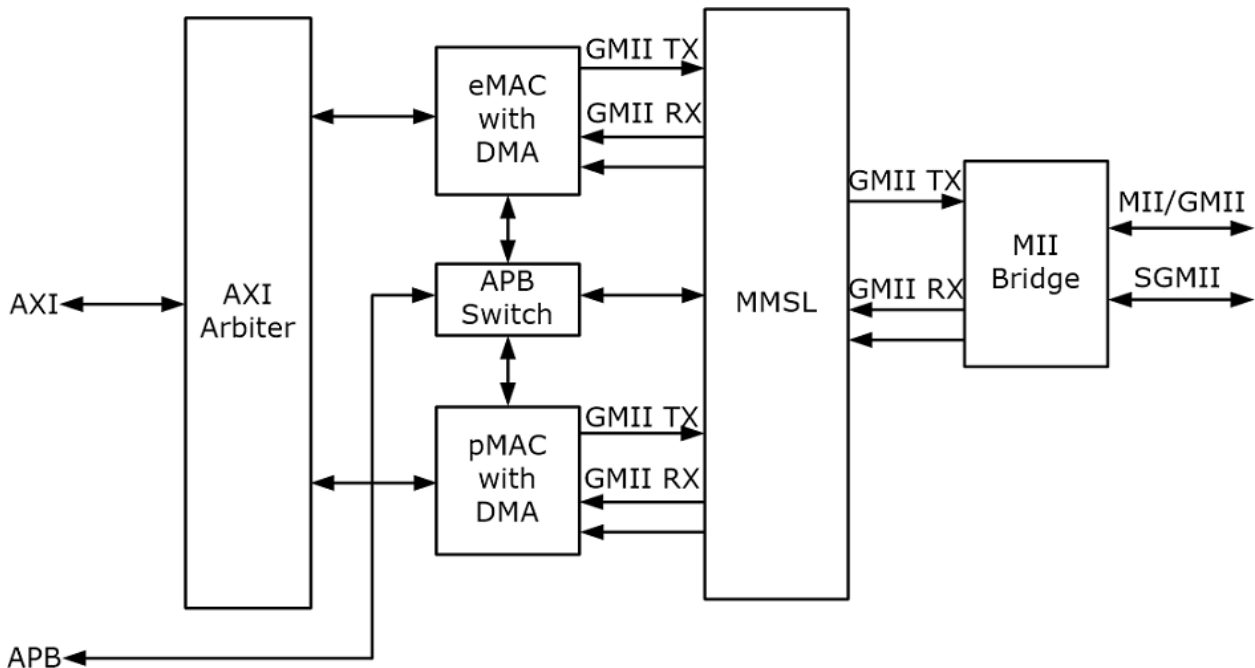 AXI
APB
AXI
Arbiter
eMAC
with
DMA
APB
Switch
pMAC
with
DMA
GMII TX
GMII RX
GMII TX
GMII RX
MMSL
GMII TX
GMII RX
MII
Bridge
MII/GMII
SGMII